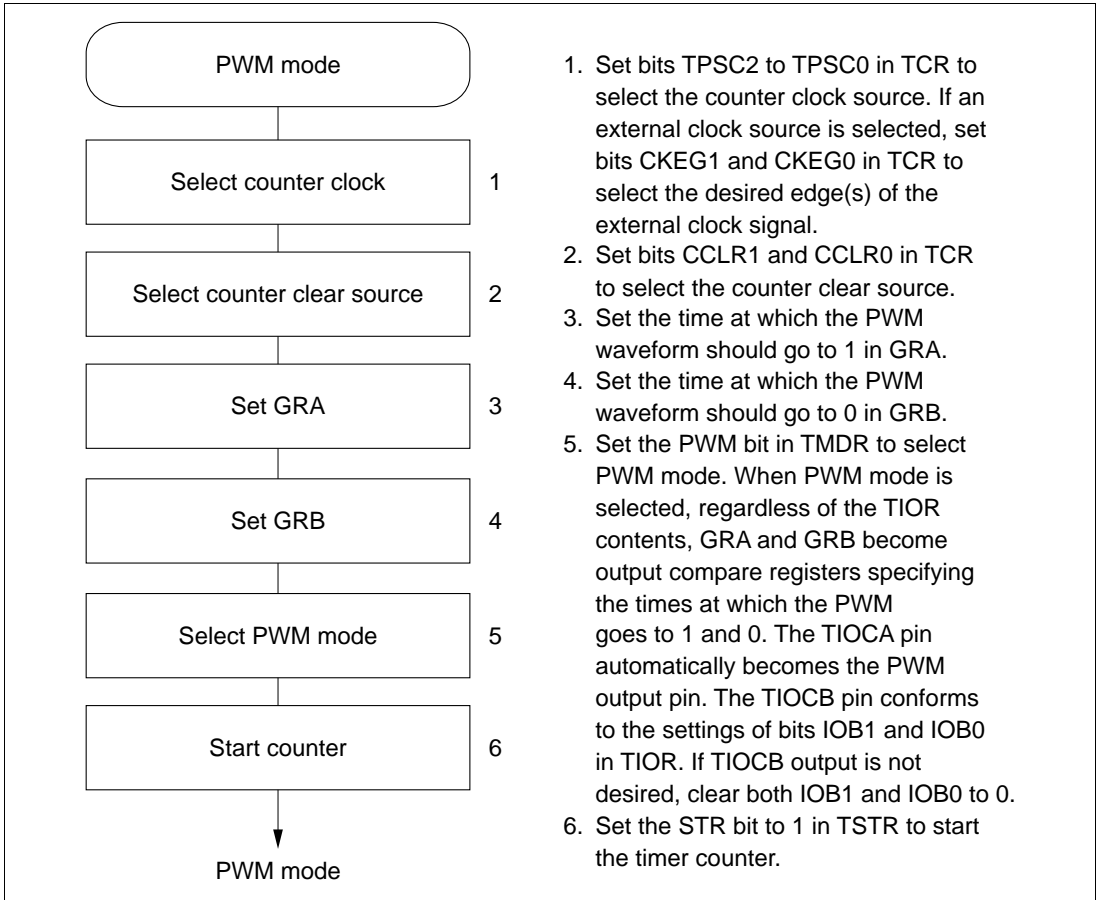 PWM mode
Select counter clock 1
Select counter clear source 2
Set GRA 3
Set GRB 4
Select PWM mode 5
Start counter 6
PWM mode
1. Set bits TPSC2 to TPSC0 in TCR to
select the counter clock source. If an
external clock source is selected, set
bits CKEG1 and CKEG0 in TCR to
select the desired edge(s) of the
external clock signal.
2. Set bits CCLR1 and CCLR0 in TCR
to select the counter clear source.
3. Set the time at which the PWM
waveform should go to 1 in GRA.
4. Set the time at which the PWM
waveform should go to 0 in GRB.
5. Set the PWM bit in TMDR to select
PWM mode. When PWM mode is
selected, regardless of the TIOR
contents, GRA and GRB become
output compare registers specifying
the times at which the PWM
goes to 1 and 0. The TIOCA pin
automatically becomes the PWM
output pin. The TIOCB pin conforms
to the settings of bits IOB1 and IOB0
in TIOR. If TIOCB output is not
desired, clear both IOB1 and IOB0 to 0.
6. Set the STR bit to 1 in TSTR to start
the timer counter.